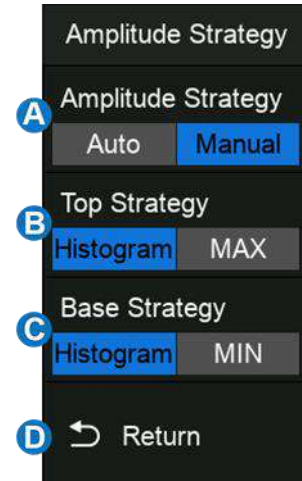 Amplitude Strategy
A
Amplitude Strategy
Auto Manual
B
Top Strategy
Histogram MAX
C
Base Strategy
Histogram MIN
D
Return